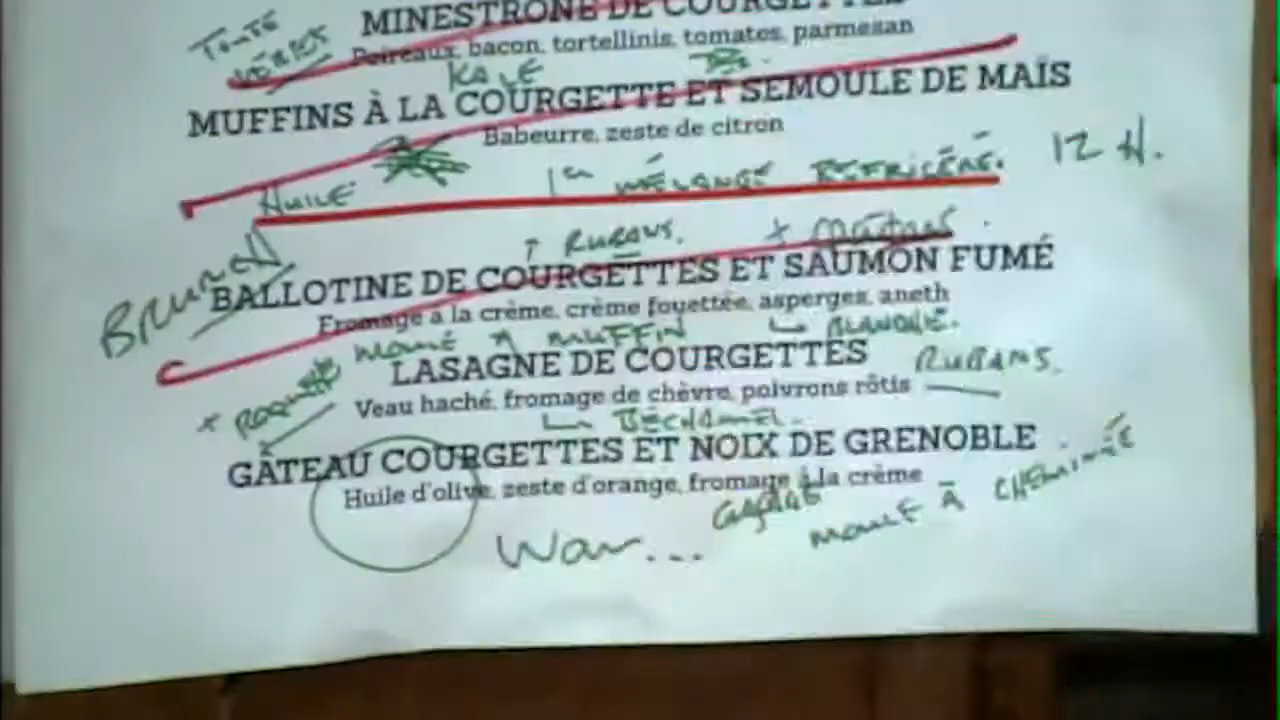 MINESTRONE DE COURGETTES
Poireaux, bacon, tortellinis, tomates, parmesan
KALE
MUFFINS À LA COURGETTE ET SEMOULE DE MAÏS
Babeurre, zeste de citron
HUILE 1er MÉLANGE RÉFRIGÉRÉ. 12 H.
BRUNCH
↑ RUBANS. +
BALLOTINE DE COURGETTES ET SAUMON FUMÉ
Fromage à la crème, crème fouettée, asperges, aneth
MOULE À MUFFIN ↳ BLANCHIE.
LASAGNE DE COURGETTES RUBANS.
Veau haché, fromage de chèvre, poivrons rôtis
↳ BÉCHAMEL.
GÂTEAU COURGETTES ET NOIX DE GRENOBLE
Huile d'olive, zeste d'orange, fromage à la crème
GLAÇAGE MOULE À CHEMINÉE
Wow...